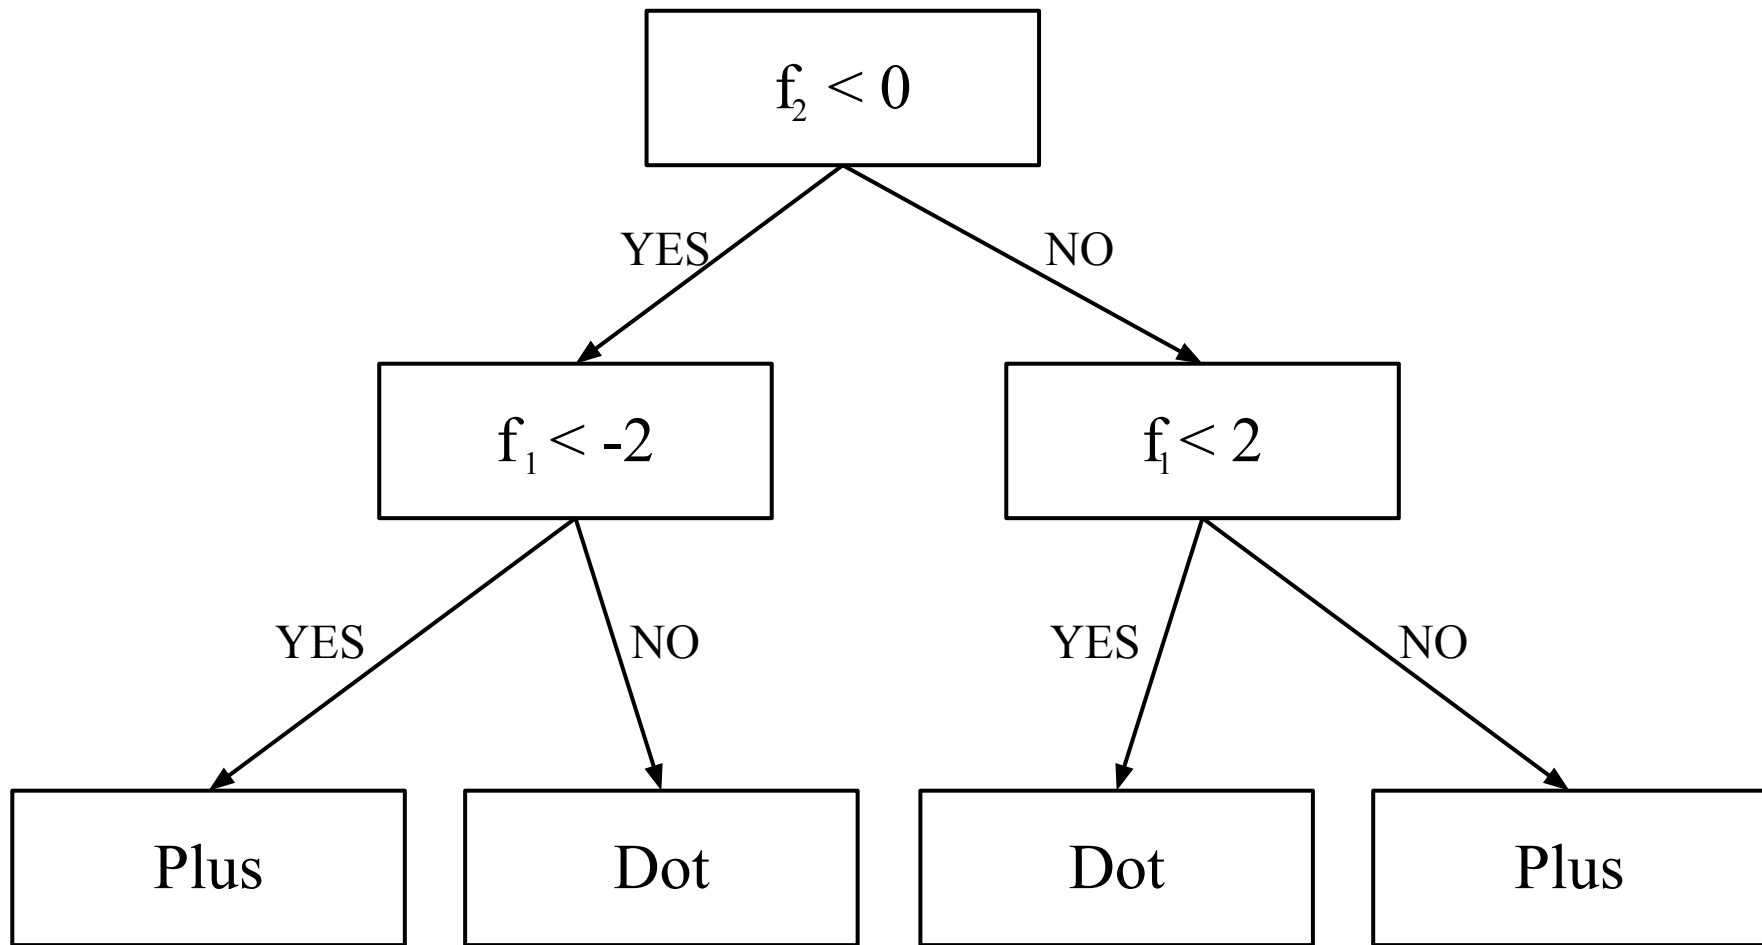 f₂ < 0
YES
NO
f₁ < -2
f₁ < 2
YES
NO
YES
NO
Plus
Dot
Dot
Plus